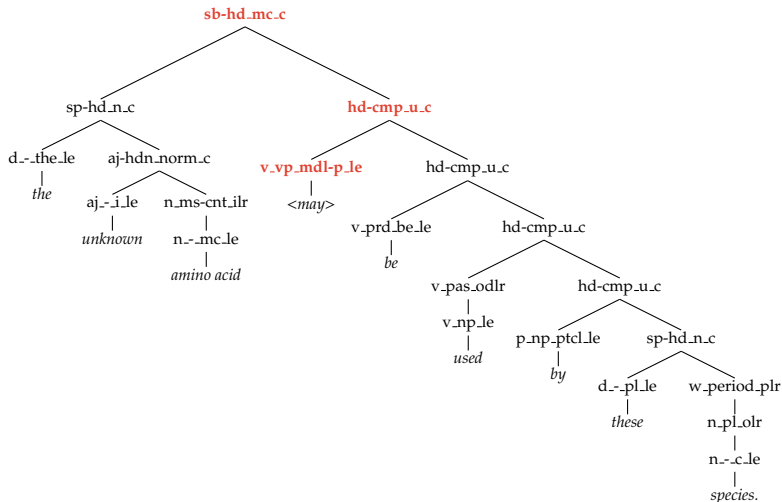 sb-hd_mc_c
sp-hd_n_c hd-cmp_u_c
d_-_the_le aj-hdn_norm_c v_vp_mdl-p_le hd-cmp_u_c
the aj_-_i_le n_ms-cnt_ilr <may> v_prd_be_le hd-cmp_u_c
unknown n_-_mc_le be
amino acid v_pas_odlr hd-cmp_u_c
v_np_le p_np_ptcl_le sp-hd_n_c
used by d_-_pl_le w_period_plr
these n_pl_olr
n_-_c_le
species.